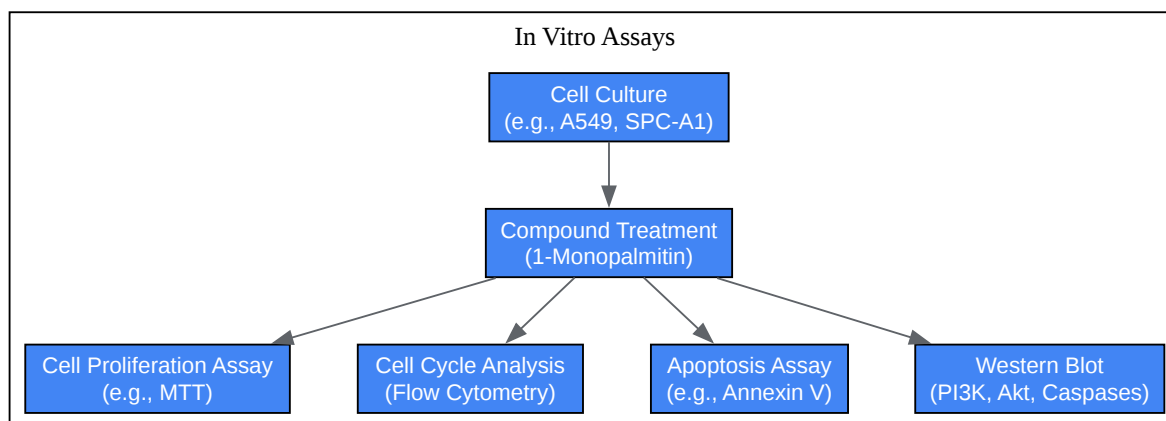 In Vitro Assays
Cell Culture
(e.g., A549, SPC-A1)
Compound Treatment
(1-Monopalmitin)
Cell Proliferation Assay
(e.g., MTT)
Cell Cycle Analysis
(Flow Cytometry)
Apoptosis Assay
(e.g., Annexin V)
Western Blot
(PI3K, Akt, Caspases)